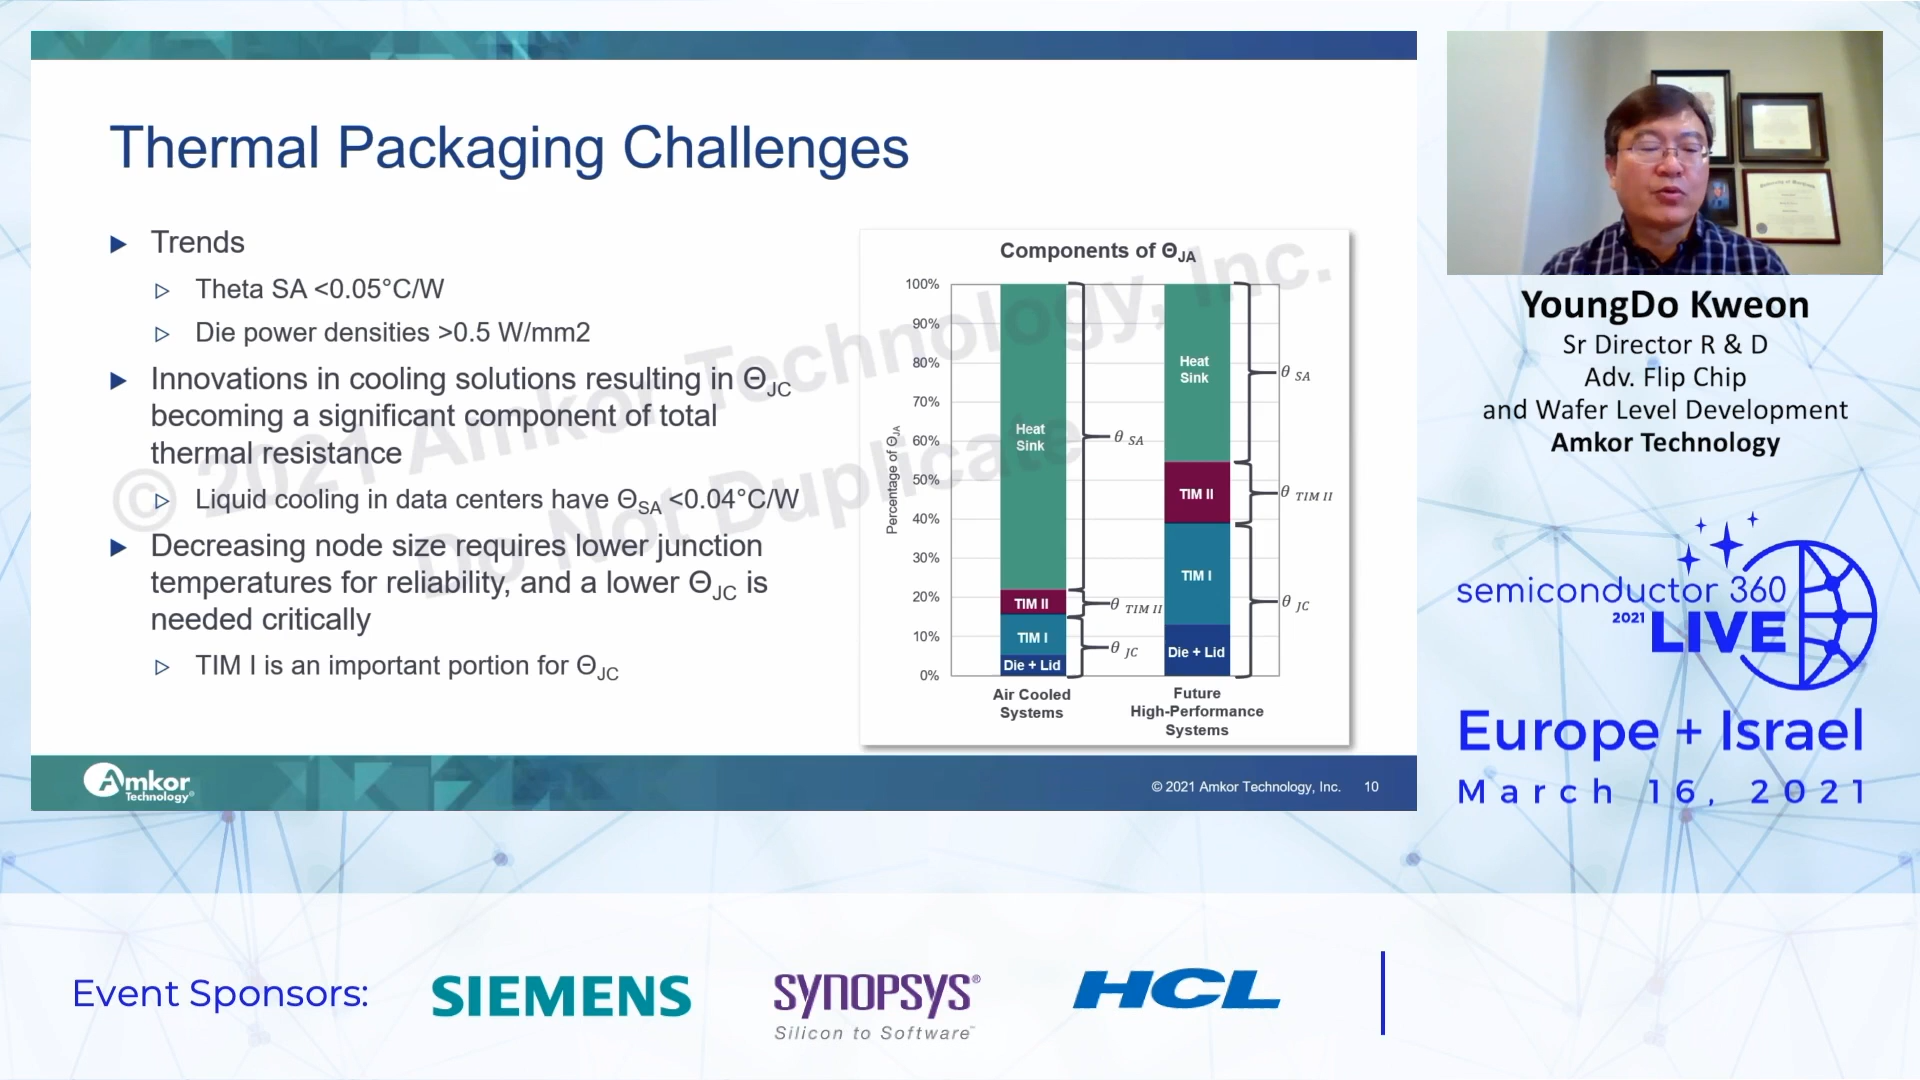 Thermal Packaging Challenges
Trends
Theta SA <0.05°C/W
Die power densities >0.5 W/mm2
Innovations in cooling solutions resulting in ΘJC
becoming a significant component of total
thermal resistance
Liquid cooling in data centers have ΘSA <0.04°C/W
Decreasing node size requires lower junction
temperatures for reliability, and a lower ΘJC is
needed critically
TIM I is an important portion for ΘJC
© 2021 Amkor Technology, Inc.
Do Not Duplicate
Components of ΘJA
Percentage of ΘJA
100%
90%
80%
70%
60%
50%
40%
30%
20%
10%
0%
Heat
Sink
TIM II
TIM I
Die + Lid
θ SA
θ TIM II
θ JC
Heat
Sink
TIM II
TIM I
Die + Lid
θ SA
θ TIM II
θ JC
Air Cooled
Systems
Future
High-Performance
Systems
Amkor
Technology®
© 2021 Amkor Technology, Inc. 10
YoungDo Kweon
Sr Director R & D
Adv. Flip Chip
and Wafer Level Development
Amkor Technology
semiconductor 360
2021 LIVE
Europe + Israel
March 16, 2021
Event Sponsors:
SIEMENS
SYNOPSYS®
Silicon to Software™
HCL